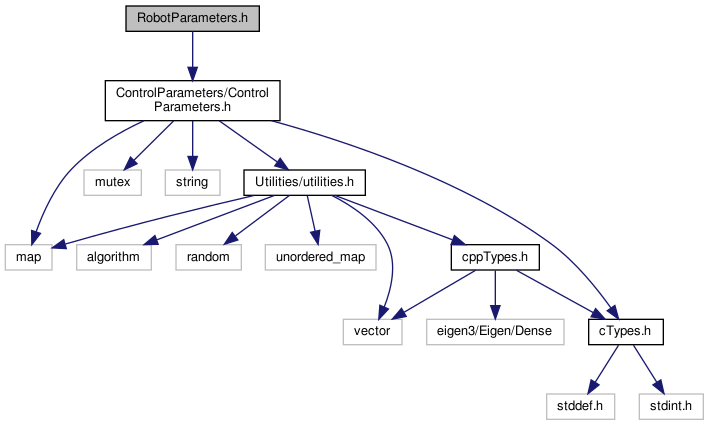 RobotParameters.h
ControlParameters/Control
Parameters.h
mutex
string
Utilities/utilities.h
map
algorithm
random
unordered_map
cppTypes.h
vector
eigen3/Eigen/Dense
cTypes.h
stddef.h
stdint.h